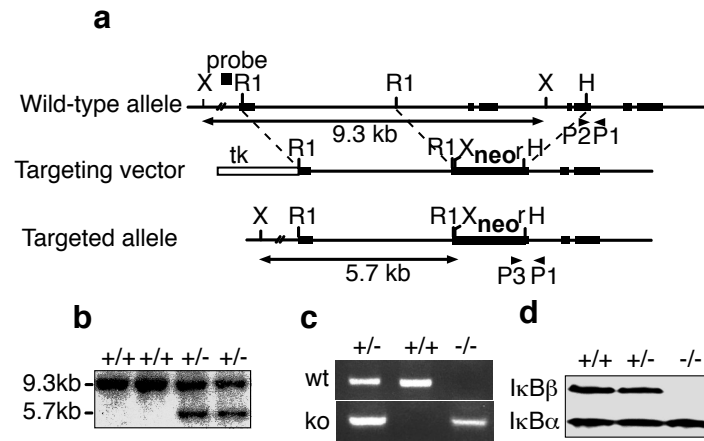 a
probe
X R1 R1 X H
Wild-type allele
9.3 kb
P2 P1
tk R1 R1 X neo r H
Targeting vector
X R1 R1 X neo r H
Targeted allele
5.7 kb
P3 P1
b
+/+ +/+ +/- +/-
9.3kb
5.7kb
c
+/- +/+ -/-
wt
ko
d
+/+ +/- -/-
IκBβ
IκBα